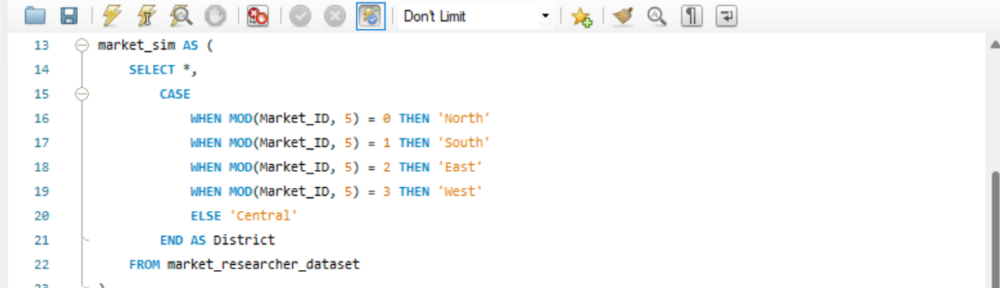 Don't Limit
13 market_sim AS (
14 SELECT *,
15 CASE
16 WHEN MOD(Market_ID, 5) = 0 THEN 'North'
17 WHEN MOD(Market_ID, 5) = 1 THEN 'South'
18 WHEN MOD(Market_ID, 5) = 2 THEN 'East'
19 WHEN MOD(Market_ID, 5) = 3 THEN 'West'
20 ELSE 'Central'
21 END AS District
22 FROM market_researcher_dataset
23 )